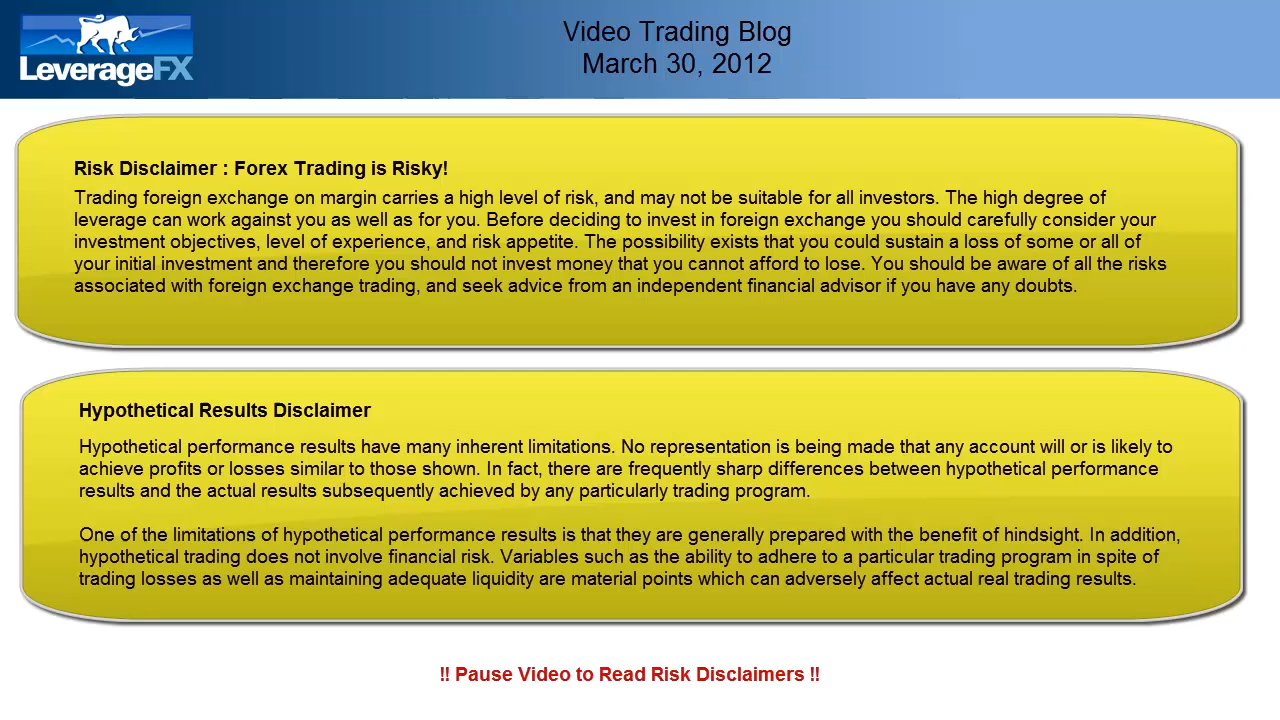 LeverageFX
Video Trading Blog
March 30, 2012
Risk Disclaimer : Forex Trading is Risky!
Trading foreign exchange on margin carries a high level of risk, and may not be suitable for all investors. The high degree of
leverage can work against you as well as for you. Before deciding to invest in foreign exchange you should carefully consider your
investment objectives, level of experience, and risk appetite. The possibility exists that you could sustain a loss of some or all of
your initial investment and therefore you should not invest money that you cannot afford to lose. You should be aware of all the risks
associated with foreign exchange trading, and seek advice from an independent financial advisor if you have any doubts.
Hypothetical Results Disclaimer
Hypothetical performance results have many inherent limitations. No representation is being made that any account will or is likely to
achieve profits or losses similar to those shown. In fact, there are frequently sharp differences between hypothetical performance
results and the actual results subsequently achieved by any particularly trading program.
One of the limitations of hypothetical performance results is that they are generally prepared with the benefit of hindsight. In addition,
hypothetical trading does not involve financial risk. Variables such as the ability to adhere to a particular trading program in spite of
trading losses as well as maintaining adequate liquidity are material points which can adversely affect actual real trading results.
!! Pause Video to Read Risk Disclaimers !!